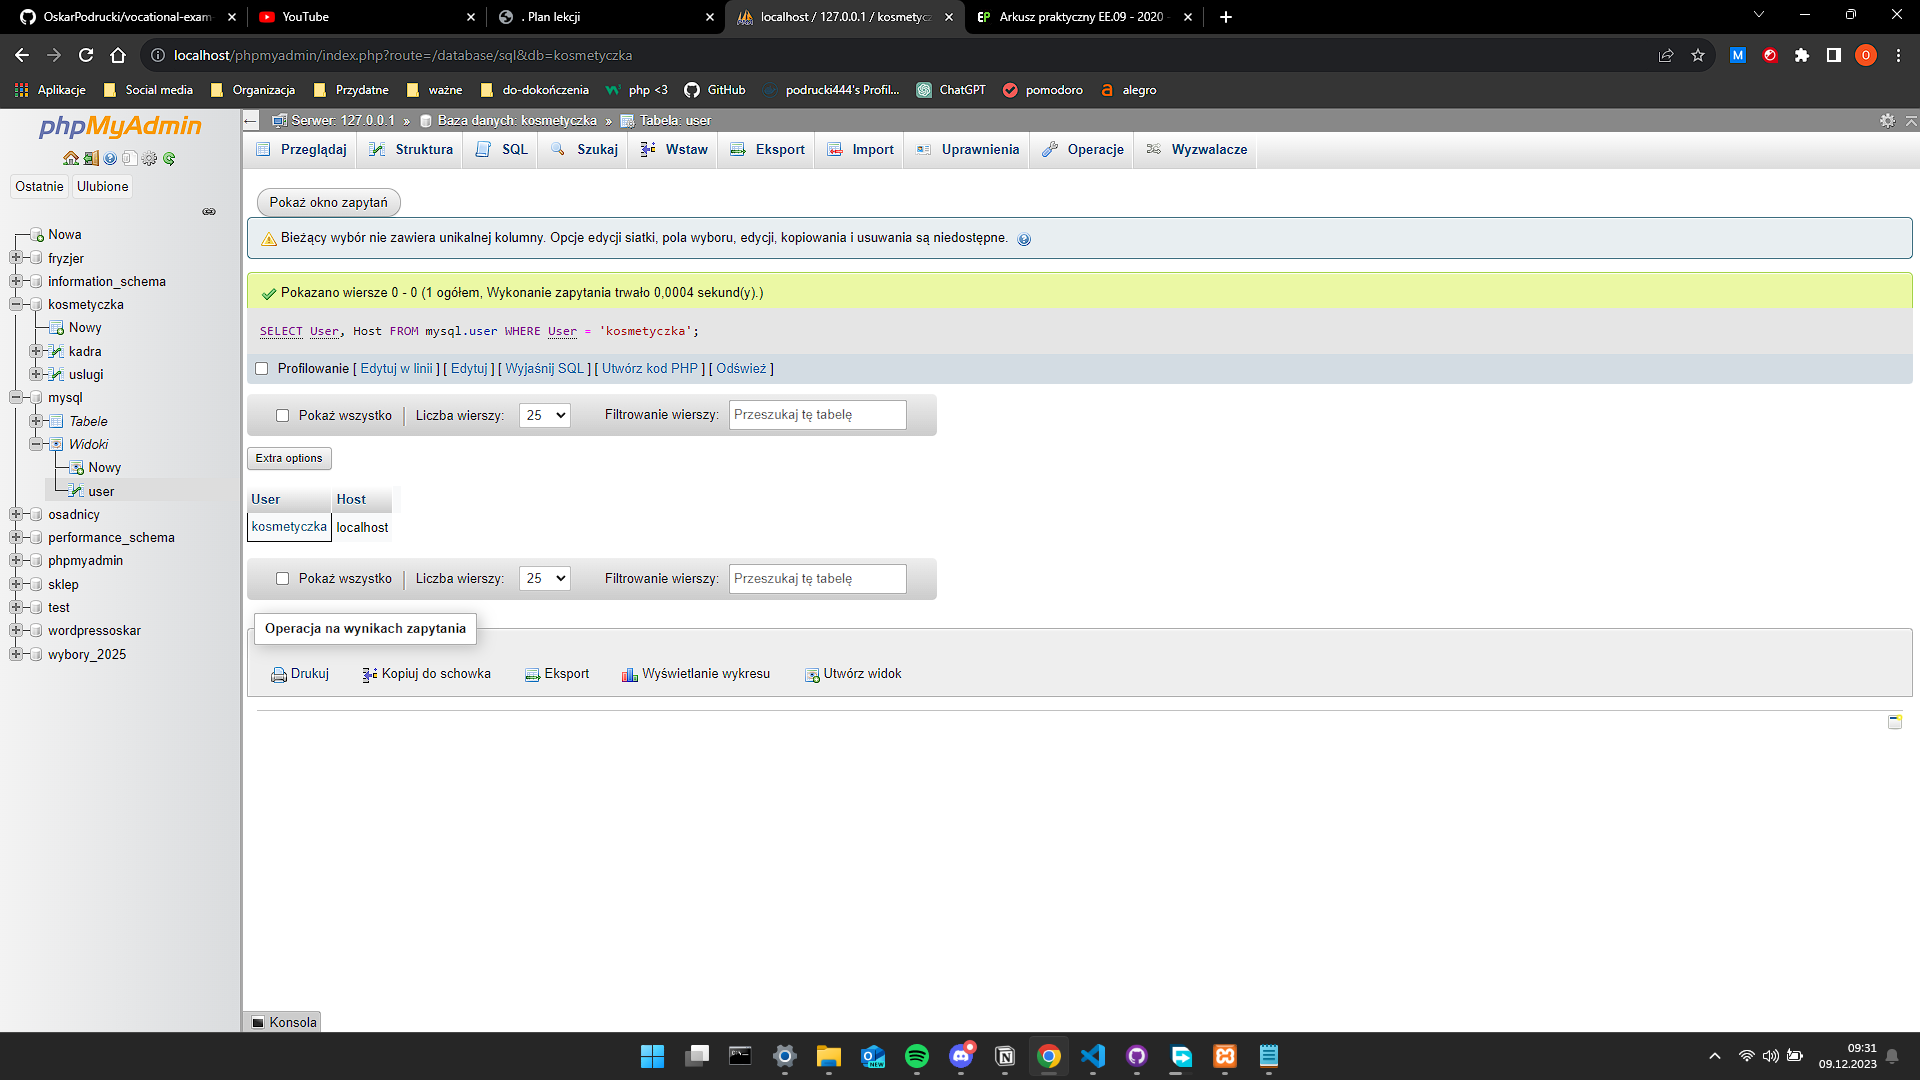 OskarPodrucki/vocational-exam-
YouTube
. Plan lekcji
localhost / 127.0.0.1 / kosmetycz
EP
Arkusz praktyczny EE.09 - 2020 -
localhost/phpmyadmin/index.php?route=/database/sql&db=kosmetyczka
M
O
Aplikacje
Social media
Organizacja
Przydatne
ważne
do-dokończenia
php <3
GitHub
podrucki444's Profil...
ChatGPT
pomodoro
alegro
phpMyAdmin
Ostatnie
Ulubione
Nowa
fryzjer
information_schema
kosmetyczka
Nowy
kadra
uslugi
mysql
Tabele
Widoki
Nowy
user
osadnicy
performance_schema
phpmyadmin
sklep
test
wordpressoskar
wybory_2025
Serwer: 127.0.0.1 » Baza danych: kosmetyczka » Tabela: user
Przeglądaj
Struktura
SQL
Szukaj
Wstaw
Eksport
Import
Uprawnienia
Operacje
Wyzwalacze
Pokaż okno zapytań
Bieżący wybór nie zawiera unikalnej kolumny. Opcje edycji siatki, pola wyboru, edycji, kopiowania i usuwania są niedostępne.
Pokazano wiersze 0 - 0 (1 ogółem, Wykonanie zapytania trwało 0,0004 sekund(y).)
SELECT User, Host FROM mysql.user WHERE User = 'kosmetyczka';
Profilowanie [ Edytuj w linii ] [ Edytuj ] [ Wyjaśnij SQL ] [ Utwórz kod PHP ] [ Odśwież ]
Pokaż wszystko
Liczba wierszy:
25
Filtrowanie wierszy:
Przeszukaj tę tabelę
Extra options
User
Host
kosmetyczka
localhost
Pokaż wszystko
Liczba wierszy:
25
Filtrowanie wierszy:
Przeszukaj tę tabelę
Operacja na wynikach zapytania
Drukuj
Kopiuj do schowka
Eksport
Wyświetlanie wykresu
Utwórz widok
Konsola
NEW
09:31
09.12.2023